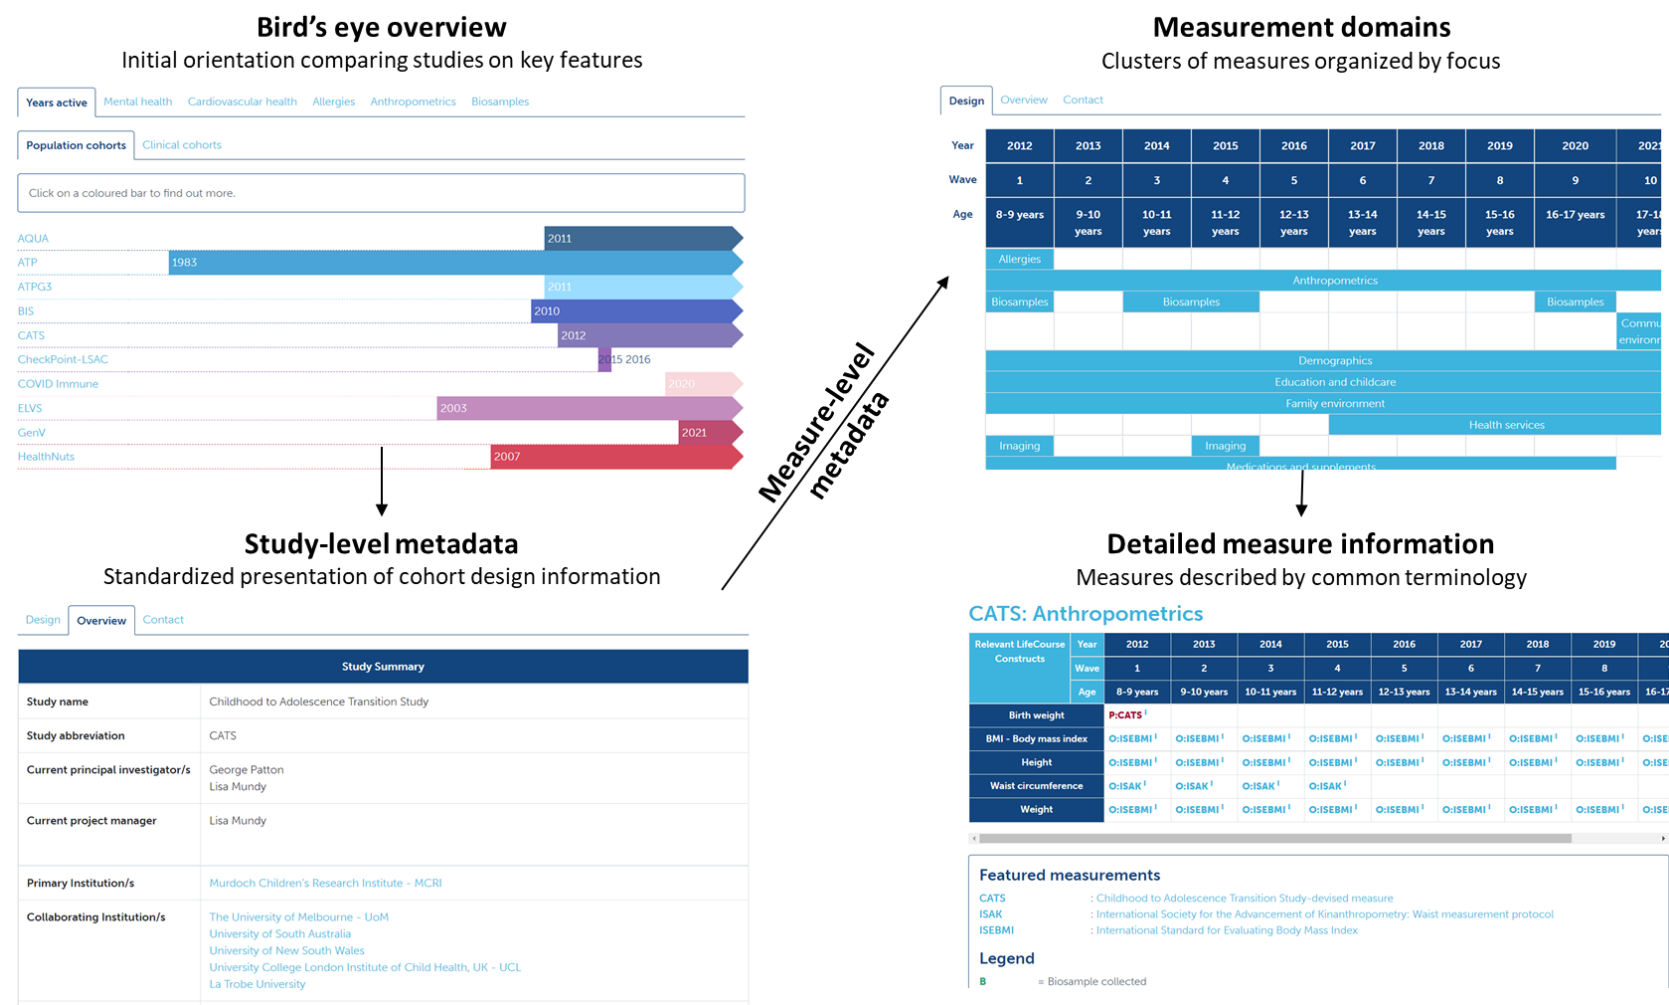 Bird's eye overview
Initial orientation comparing studies on key features
Years active Mental health Cardiovascular health Allergies Anthropometrics Biosamples
Population cohorts Clinical cohorts
Click on a coloured bar to find out more.
AQUA 2011
ATP 1983
ATPG3 2011
BIS 2010
CATS 2012
CheckPoint-LSAC 2015 2016
COVID Immune 2020
ELVS 2003
GenV 2021
HealthNuts 2007
Study-level metadata
Standardized presentation of cohort design information
Design Overview Contact
Study Summary
Study name Childhood to Adolescence Transition Study
Study abbreviation CATS
Current principal investigator/s George Patton
Lisa Mundy
Current project manager Lisa Mundy
Primary Institution/s Murdoch Children's Research Institute - MCRI
Collaborating Institution/s The University of Melbourne - UoM
University of South Australia
University of New South Wales
University College London Institute of Child Health, UK - UCL
La Trobe University
Measure-level
metadata
Measurement domains
Clusters of measures organized by focus
Design Overview Contact
Year 2012 2013 2014 2015 2016 2017 2018 2019 2020 2021
Wave 1 2 3 4 5 6 7 8 9 10
Age 8-9 years 9-10 years 10-11 years 11-12 years 12-13 years 13-14 years 14-15 years 15-16 years 16-17 years 17-1 year
Allergies
Anthropometrics
Biosamples Biosamples Biosamples
Commu
environr
Demographics
Education and childcare
Family environment
Health services
Imaging Imaging
Medications and supplements
Detailed measure information
Measures described by common terminology
CATS: Anthropometrics
Relevant LifeCourse Constructs Year 2012 2013 2014 2015 2016 2017 2018 2019 20
Wave 1 2 3 4 5 6 7 8
Age 8-9 years 9-10 years 10-11 years 11-12 years 12-13 years 13-14 years 14-15 years 15-16 years 16-17
Birth weight P:CATS I
BMI - Body mass index O:ISEBMI I O:ISEBMI I O:ISEBMI I O:ISEBMI I O:ISEBMI I O:ISEBMI I O:ISEBMI I O:ISEBMI I O:ISE
Height O:ISEBMI I O:ISEBMI I O:ISEBMI I O:ISEBMI I O:ISEBMI I O:ISEBMI I O:ISEBMI I O:ISEBMI I O:ISE
Waist circumference O:ISAK I O:ISAK I O:ISAK I O:ISAK I
Weight O:ISEBMI I O:ISEBMI I O:ISEBMI I O:ISEBMI I O:ISEBMI I O:ISEBMI I O:ISEBMI I O:ISEBMI I O:ISE
Featured measurements
CATS : Childhood to Adolescence Transition Study-devised measure
ISAK : International Society for the Advancement of Kinanthropometry: Waist measurement protocol
ISEBMI : International Standard for Evaluating Body Mass Index
Legend
B = Biosample collected